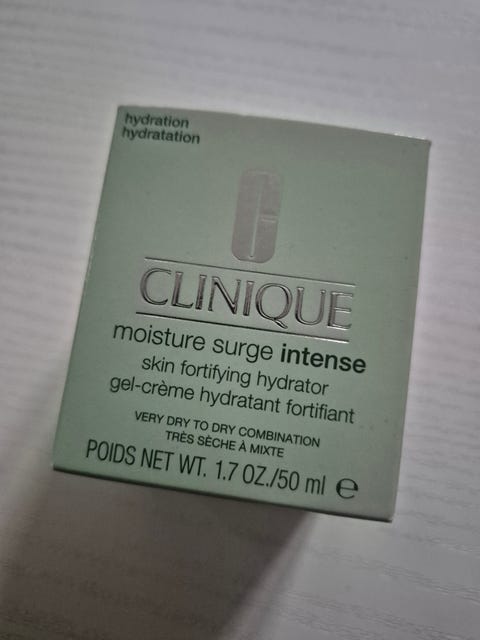 hydration
hydratation
CLINIQUE
moisture surge intense
skin fortifying hydrator
gel-crème hydratant fortifiant
VERY DRY TO DRY COMBINATION
TRÈS SÈCHE À MIXTE
POIDS NET WT. 1.7 OZ./50 ml ℮